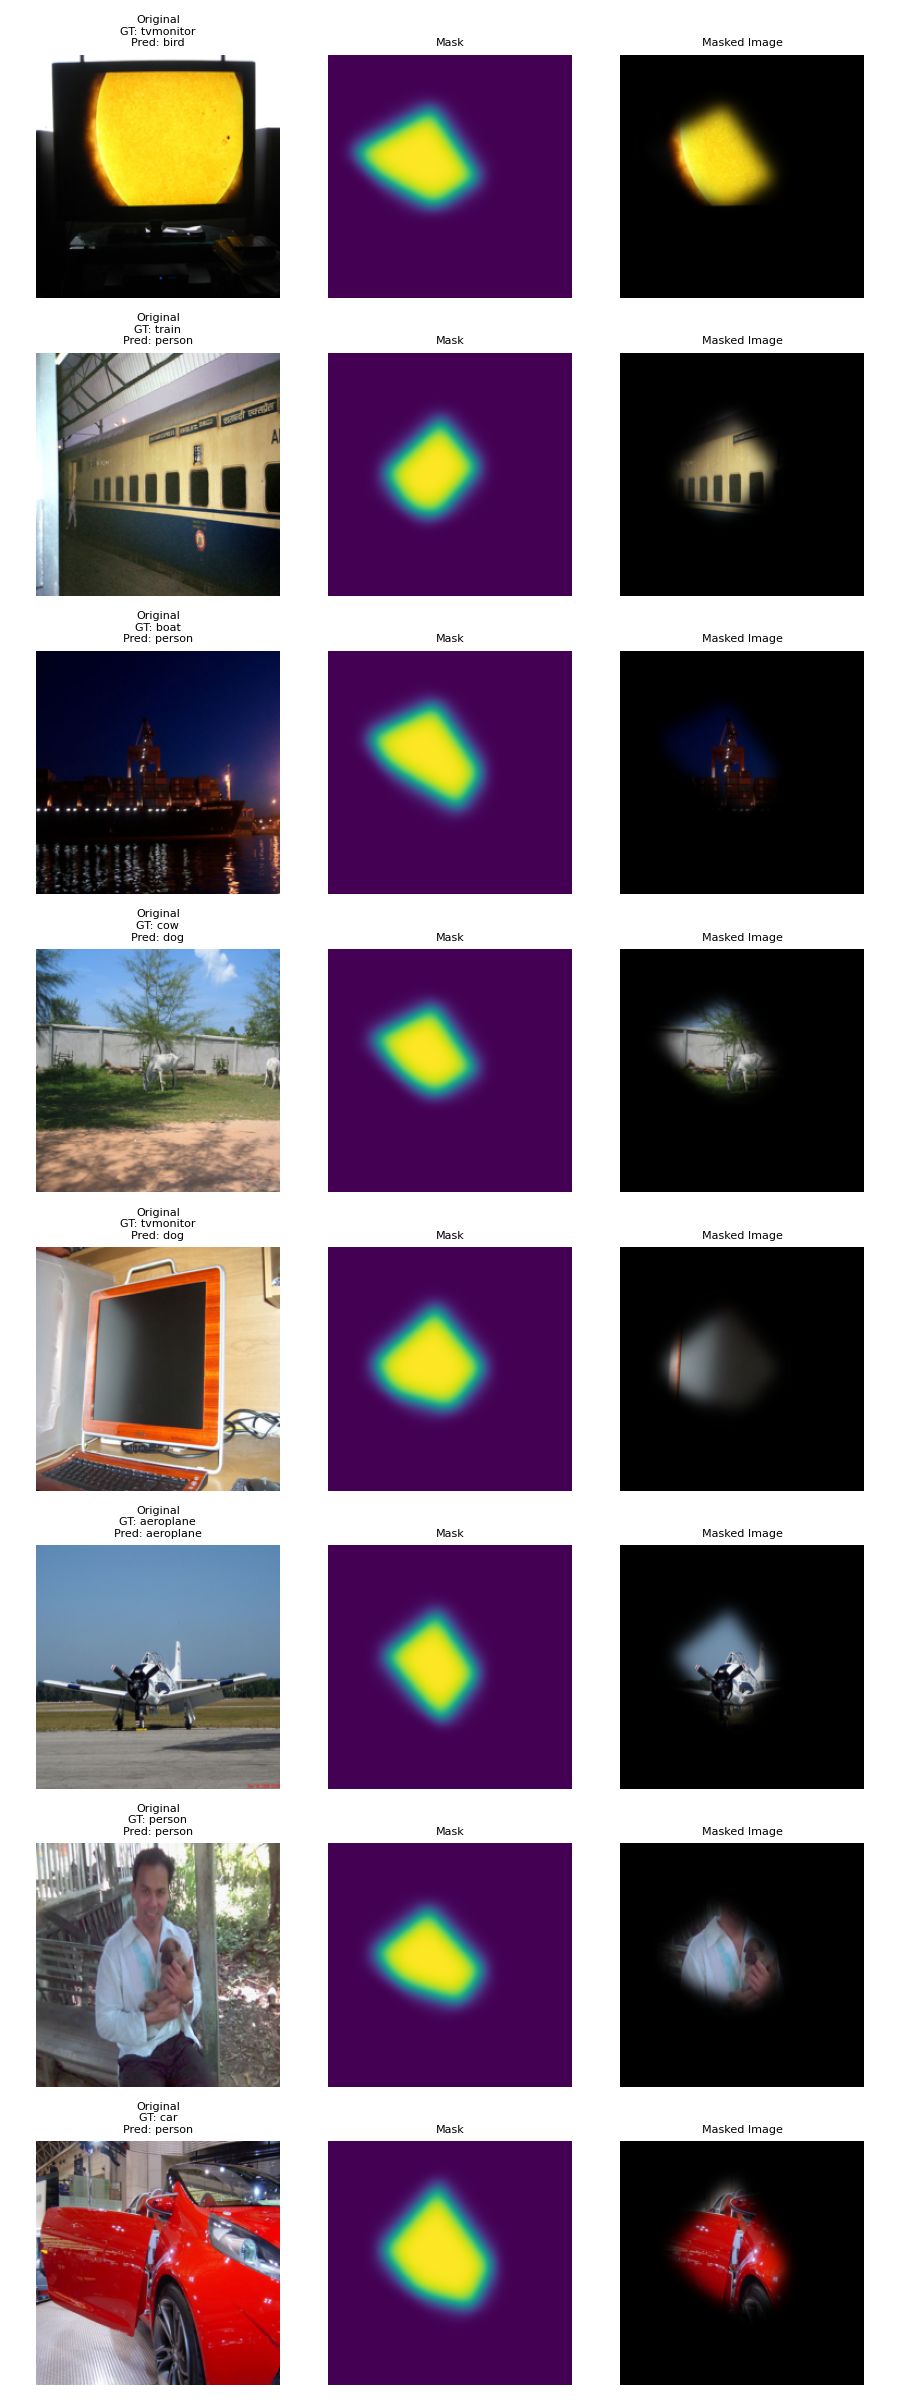 Original
GT: tvmonitor
Pred: bird
Mask
Masked Image
Original
GT: train
Pred: person
Mask
Masked Image
Original
GT: boat
Pred: person
Mask
Masked Image
Original
GT: cow
Pred: dog
Mask
Masked Image
Original
GT: tvmonitor
Pred: dog
Mask
Masked Image
Original
GT: aeroplane
Pred: aeroplane
Mask
Masked Image
Original
GT: person
Pred: person
Mask
Masked Image
Original
GT: car
Pred: person
Mask
Masked Image